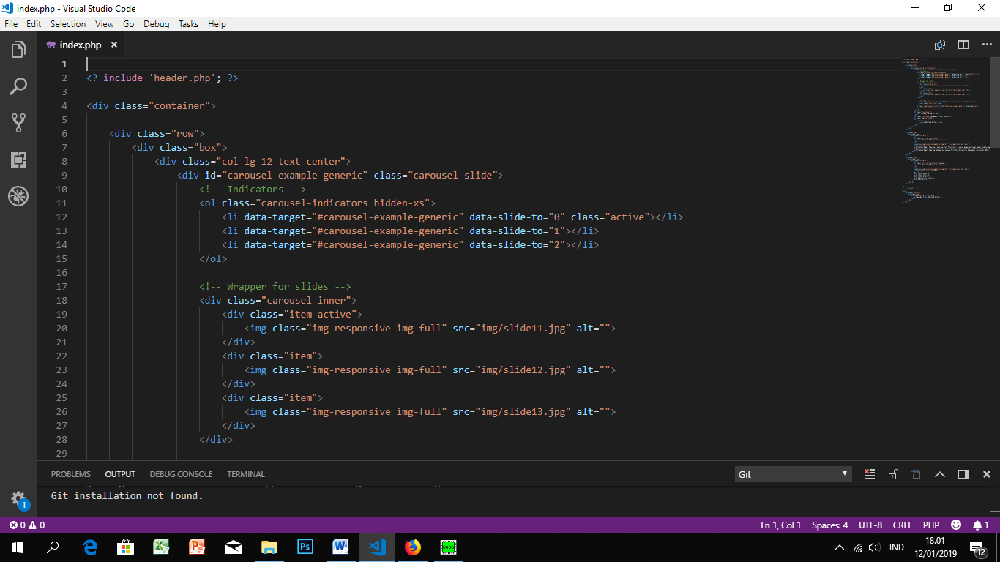 index.php - Visual Studio Code
File Edit Selection View Go Debug Tasks Help
index.php
1
2 <? include 'header.php'; ?>
3
4 <div class="container">
5
6 <div class="row">
7 <div class="box">
8 <div class="col-lg-12 text-center">
9 <div id="carousel-example-generic" class="carousel slide">
10 <!-- Indicators -->
11 <ol class="carousel-indicators hidden-xs">
12 <li data-target="#carousel-example-generic" data-slide-to="0" class="active"></li>
13 <li data-target="#carousel-example-generic" data-slide-to="1"></li>
14 <li data-target="#carousel-example-generic" data-slide-to="2"></li>
15 </ol>
16
17 <!-- Wrapper for slides -->
18 <div class="carousel-inner">
19 <div class="item active">
20 <img class="img-responsive img-full" src="img/slide11.jpg" alt="">
21 </div>
22 <div class="item">
23 <img class="img-responsive img-full" src="img/slide12.jpg" alt="">
24 </div>
25 <div class="item">
26 <img class="img-responsive img-full" src="img/slide13.jpg" alt="">
27 </div>
28 </div>
29
PROBLEMS OUTPUT DEBUG CONSOLE TERMINAL Git
Git installation not found.
1
0 0 Ln 1, Col 1 Spaces: 4 UTF-8 CRLF PHP 1
IND 18.01
12/01/2019 12